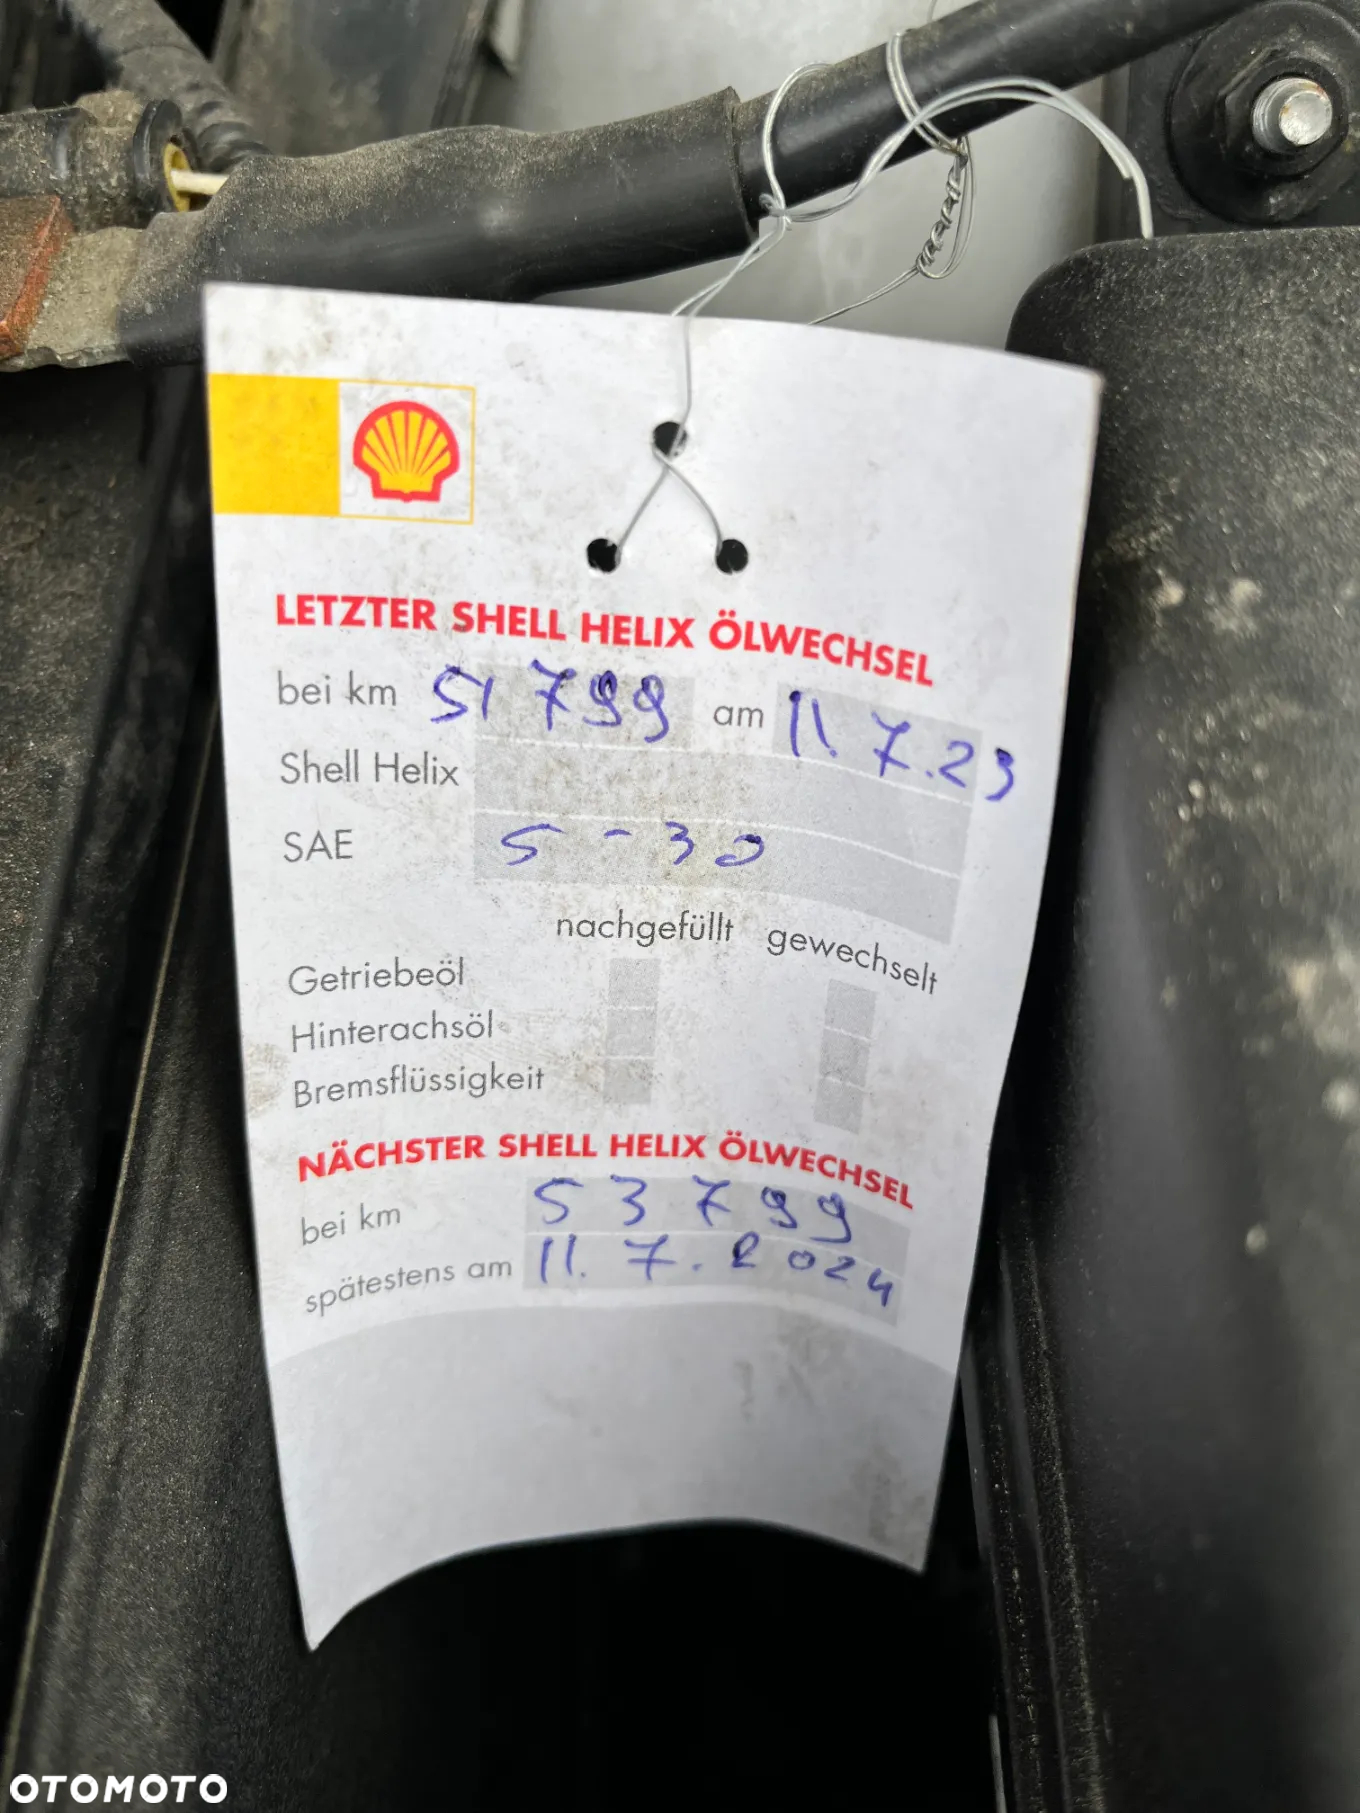 LETZTER SHELL HELIX ÖLWECHSEL
bei km 51 799 am 11.7.23
Shell Helix
SAE 5 - 30
nachgefüllt gewechselt
Getriebeöl
Hinterachsöl
Bremsflüssigkeit
NÄCHSTER SHELL HELIX ÖLWECHSEL
bei km 53 799
spätestens am 11.7.2024
OTOMOTO